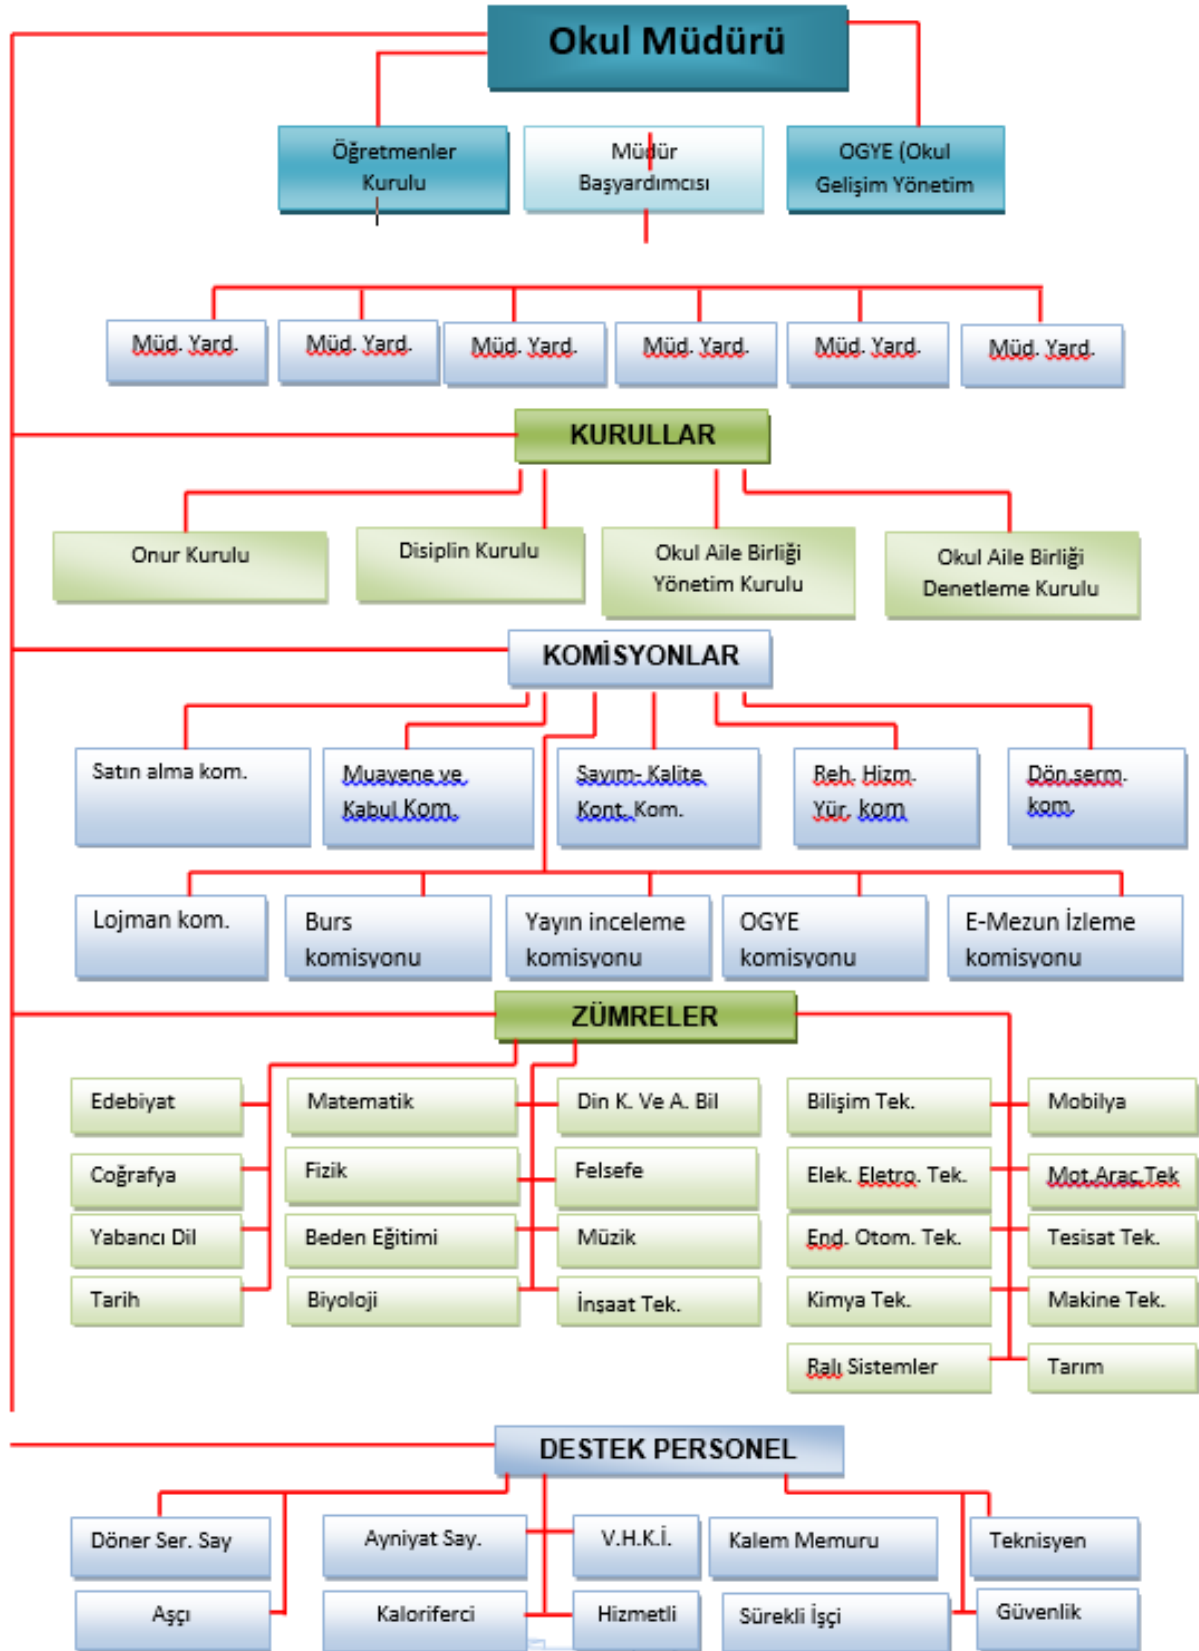 Okul Müdürü
Öğretmenler
Kurulu
Müdür
Başyardımcısı
OGYE (Okul
Gelişim Yönetim
Müd. Yard.
Müd. Yard.
Müd. Yard.
Müd. Yard.
Müd. Yard.
Müd. Yard.
KURULLAR
Onur Kurulu
Disiplin Kurulu
Okul Aile Birliği
Yönetim Kurulu
Okul Aile Birliği
Denetleme Kurulu
KOMİSYONLAR
Satın alma kom.
Muayene ve
Kabul Kom.
Sayım- Kalite
Kont. Kom.
Reh. Hizm.
Yür. kom
Dön.serm.
kom.
Lojman kom.
Burs
komisyonu
Yayın inceleme
komisyonu
OGYE
komisyonu
E-Mezun İzleme
komisyonu
ZÜMRELER
Edebiyat
Matematik
Din K. Ve A. Bil
Bilişim Tek.
Mobilya
Coğrafya
Fizik
Felsefe
Elek. Eletro. Tek.
Mot.Araç.Tek
Yabancı Dil
Beden Eğitimi
Müzik
End. Otom. Tek.
Tesisat Tek.
Tarih
Biyoloji
İnşaat Tek.
Kimya Tek.
Makine Tek.
Ralı Sistemler
Tarım
DESTEK PERSONEL
Döner Ser. Say
Ayniyat Say.
V.H.K.İ.
Kalem Memuru
Teknisyen
Aşçı
Kaloriferci
Hizmetli
Sürekli İşçi
Güvenlik